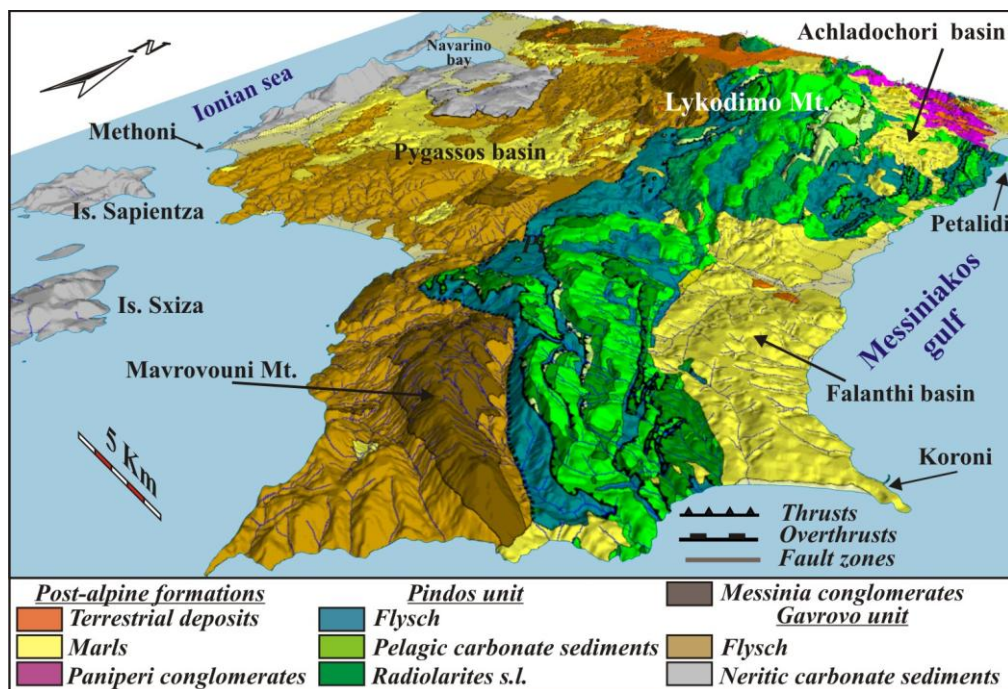 N
Navarino
bay
Achladochori basin
Ionian sea
Lykodimo Mt.
Methoni
Pygassos basin
Is. Sapientza
Petalidi
Is. Sxiza
Messiniakos
gulf
Mavrovouni Mt.
Falanthi basin
5 Km
Koroni
Thrusts
Overthrusts
Fault zones
Post-alpine formations
Terrestrial deposits
Marls
Paniperi conglomerates
Pindos unit
Flysch
Pelagic carbonate sediments
Radiolarites s.l.
Messinia conglomerates
Gavrovo unit
Flysch
Neritic carbonate sediments